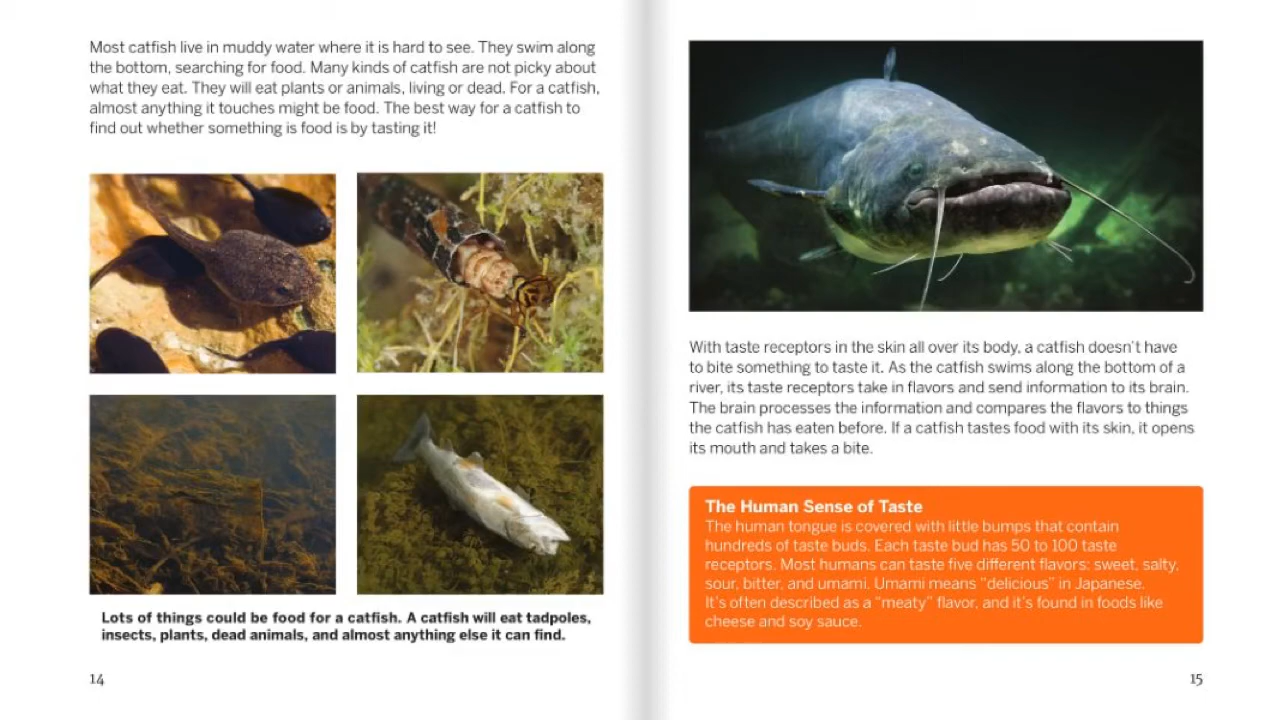 Most catfish live in muddy water where it is hard to see. They swim along
the bottom, searching for food. Many kinds of catfish are not picky about
what they eat. They will eat plants or animals, living or dead. For a catfish,
almost anything it touches might be food. The best way for a catfish to
find out whether something is food is by tasting it!
Lots of things could be food for a catfish. A catfish will eat tadpoles,
insects, plants, dead animals, and almost anything else it can find.
14
With taste receptors in the skin all over its body, a catfish doesn't have
to bite something to taste it. As the catfish swims along the bottom of a
river, its taste receptors take in flavors and send information to its brain.
The brain processes the information and compares the flavors to things
the catfish has eaten before. If a catfish tastes food with its skin, it opens
its mouth and takes a bite.
The Human Sense of Taste
The human tongue is covered with little bumps that contain
hundreds of taste buds. Each taste bud has 50 to 100 taste
receptors. Most humans can taste five different flavors: sweet, salty,
sour, bitter, and umami. Umami means "delicious" in Japanese.
It's often described as a "meaty" flavor, and it's found in foods like
cheese and soy sauce.
15